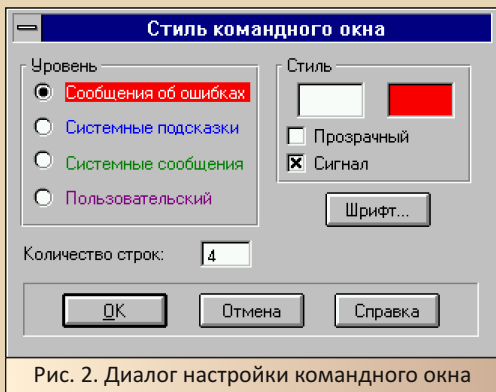 Стиль командного окна
Уровень
Сообщения об ошибках
Системные подсказки
Системные сообщения
Пользовательский
Стиль
Прозрачный
Сигнал
Шрифт...
Количество строк: 4
OK
Отмена
Справка
Рис. 2. Диалог настройки командного окна